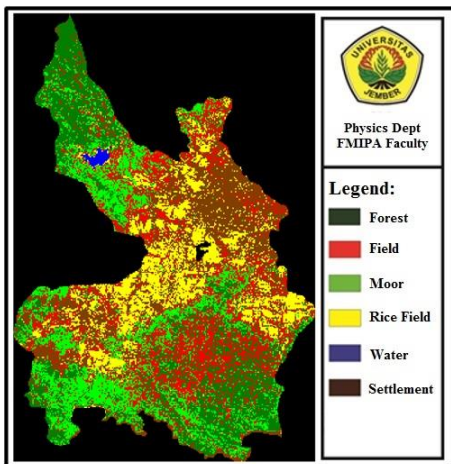 UNIVERSITAS
JEMBER
Physics Dept
FMIPA Faculty
Legend:
Forest
Field
Moor
Rice Field
Water
Settlement